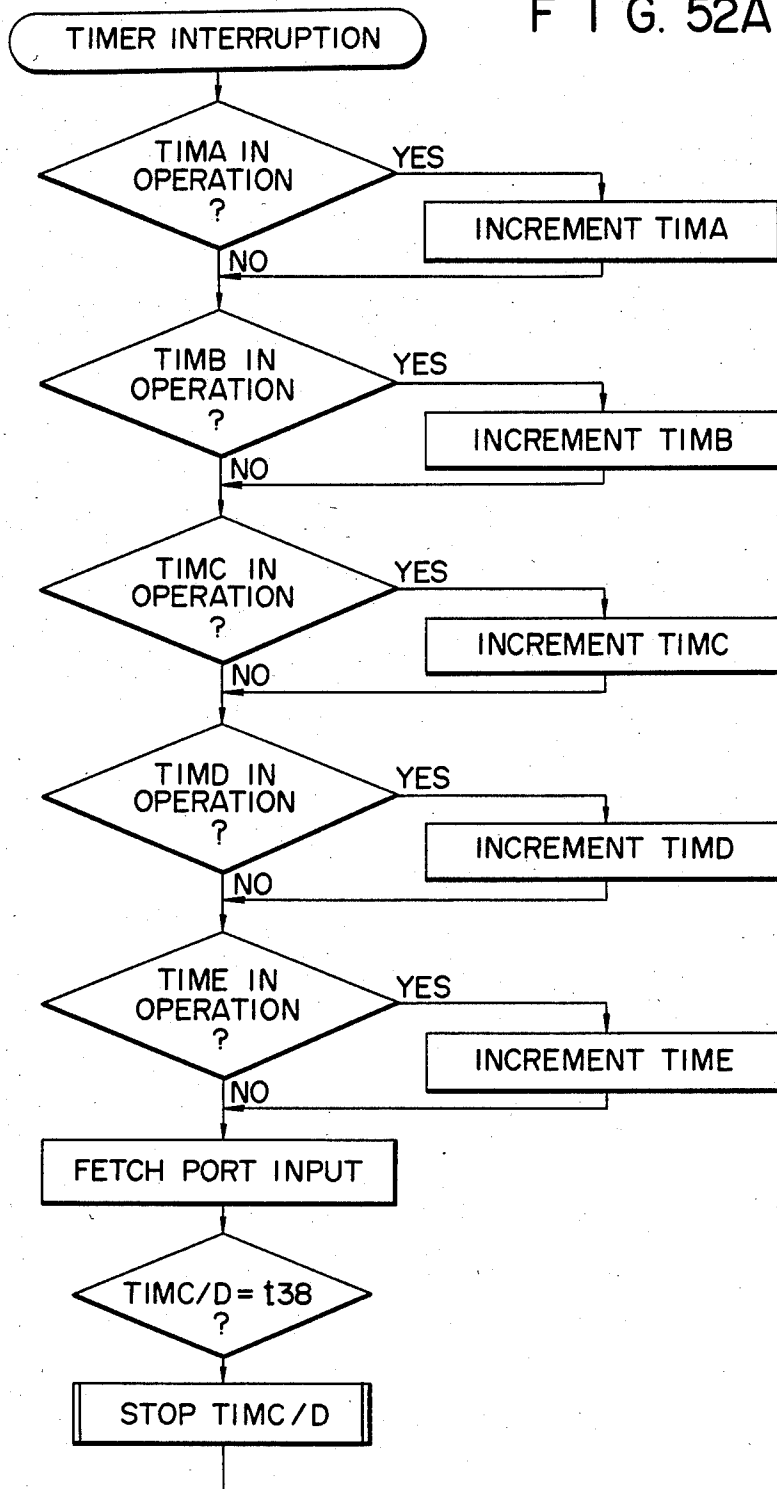 F I G. 52A
TIMER INTERRUPTION
TIMA IN
OPERATION
?
YES
INCREMENT TIMA
NO
TIMB IN
OPERATION
?
YES
INCREMENT TIMB
NO
TIMC IN
OPERATION
?
YES
INCREMENT TIMC
NO
TIMD IN
OPERATION
?
YES
INCREMENT TIMD
NO
TIME IN
OPERATION
?
YES
INCREMENT TIME
NO
FETCH PORT INPUT
TIMC/D = t38
?
STOP TIMC/D